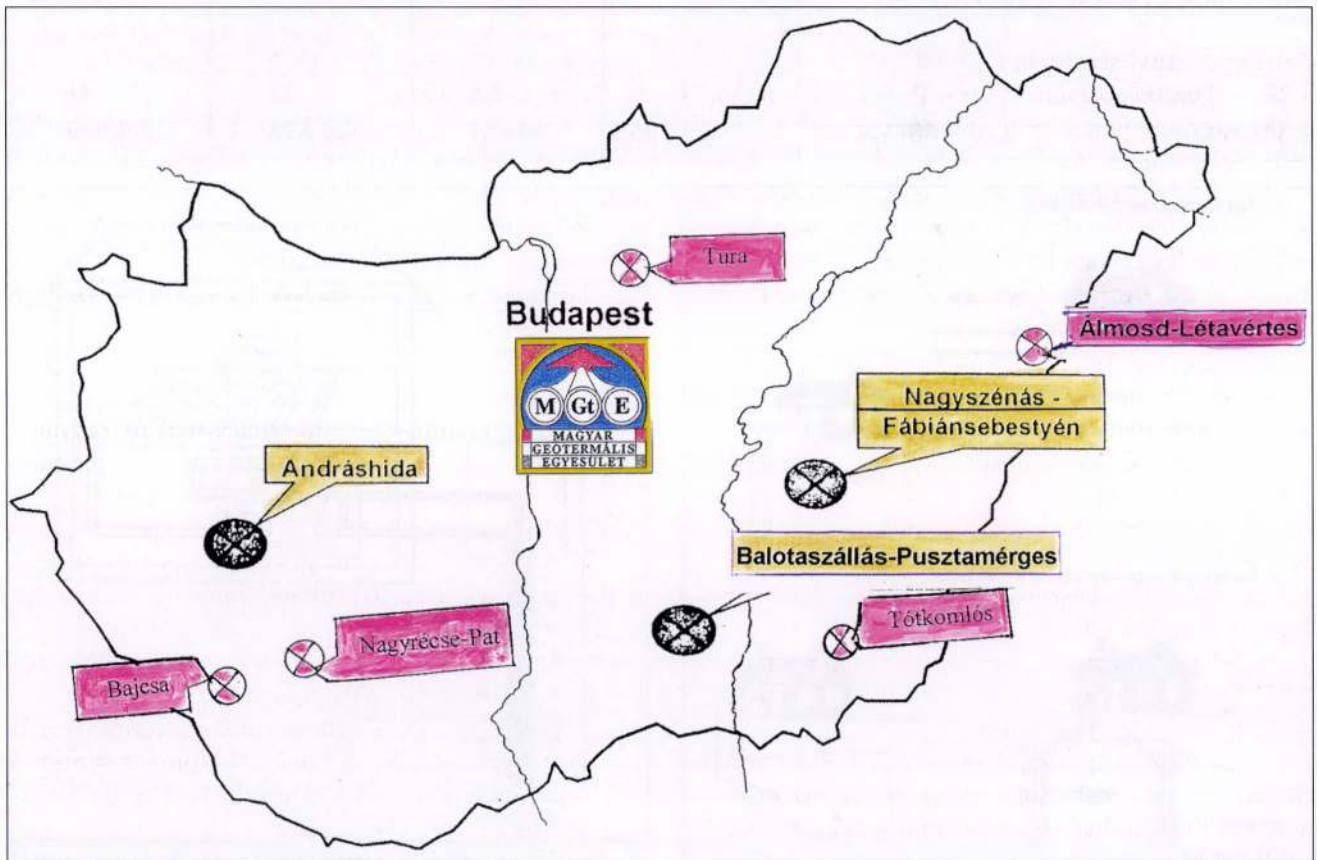 Tura
Budapest
Álmosd-Létavértes
M Gt E
MAGYAR
GEOTERMÁLIS
EGYESÜLET
Nagyszénás -
Fábiánsebestyén
Andráshida
Balotaszállás-Pusztamérges
Tótkomlós
Nagyrécse-Pat
Bajcsa